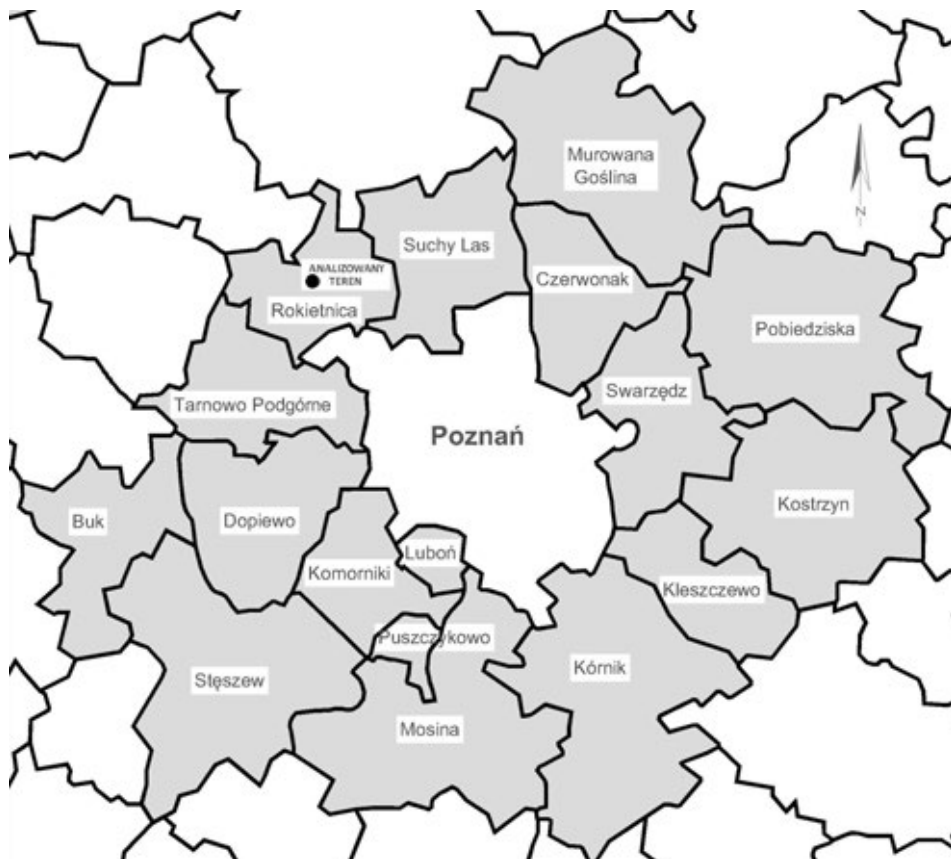 Murowana
Goślina
Suchy Las
Czerwonak
ANALIZOWANY
TEREN
Rokietnica
N
Pobiedziska
Tarnowo Podgórne
Swarzędz
Poznań
Buk
Dopiewo
Kostrzyn
Luboń
Komorniki
Kleszczewo
Puszczykowo
Kórnik
Stęszew
Mosina